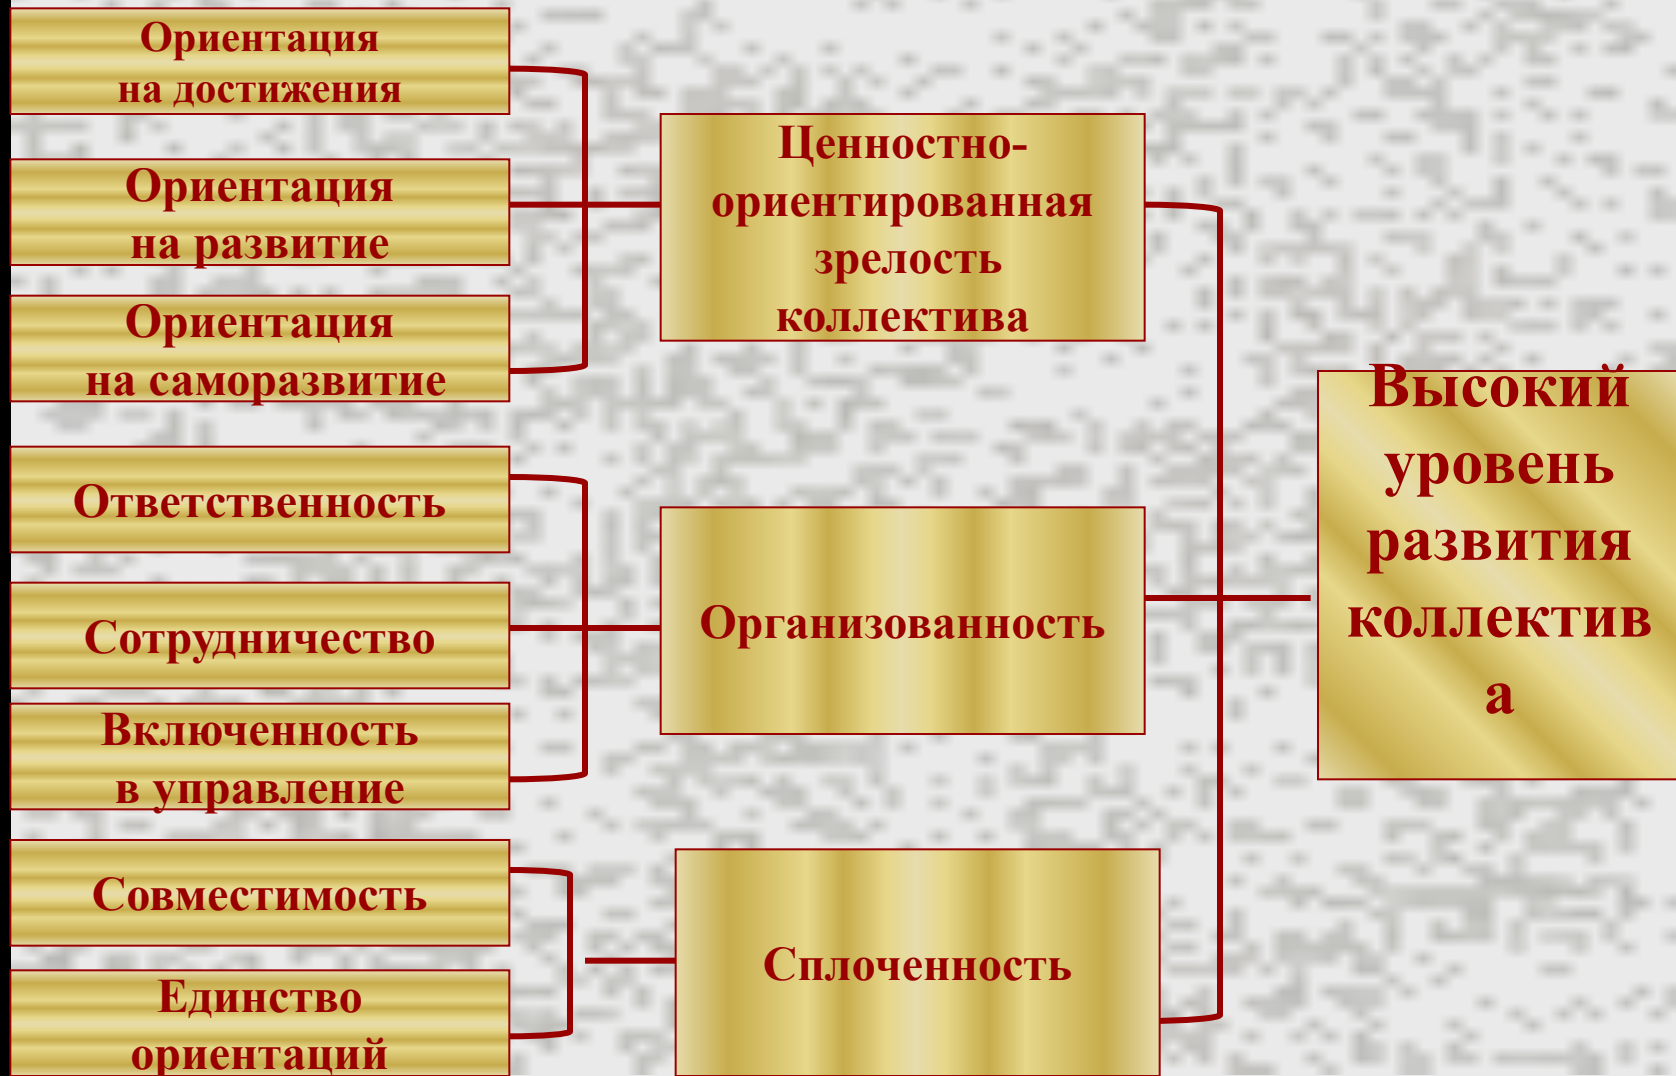 Ориентация
на достижения
Ориентация
на развитие
Ориентация
на саморазвитие
Ответственность
Сотрудничество
Включенность
в управление
Совместимость
Единство
ориентаций
Ценностно-
ориентированная
зрелость
коллектива
Организованность
Сплоченность
Высокий
уровень
развития
коллектив
а